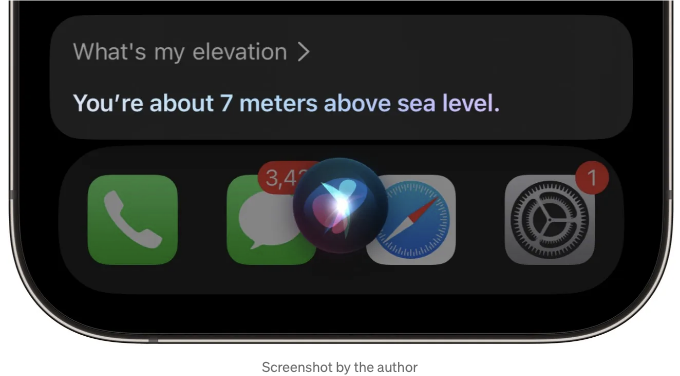 What's my elevation >
You're about 7 meters above sea level.
1
Screenshot by the author